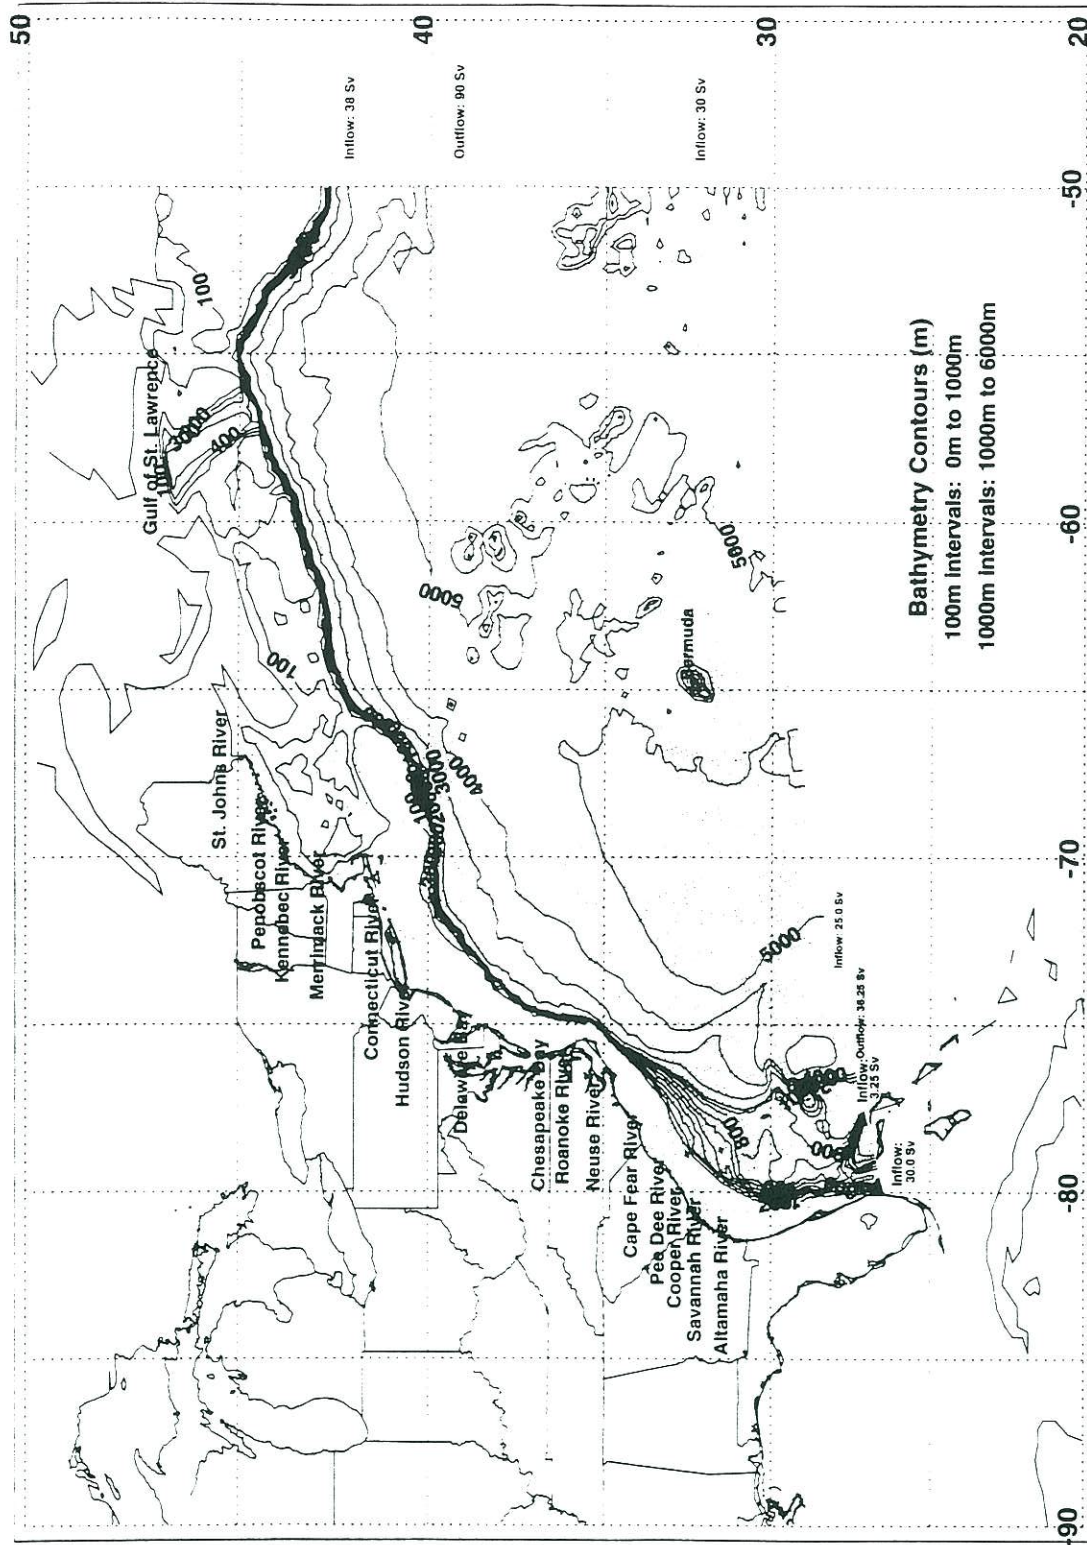 50
40
30
20
-50
-60
-70
-80
-90
Inflow: 38 Sv
Outflow: 90 Sv
Inflow: 30 Sv
Gulf of St. Lawrence
100
100
400
100
5000
5000
Bermuda
Bathymetry Contours (m)
100m intervals: 0m to 1000m
1000m intervals: 1000m to 6000m
St. Johns River
Penobscot River
Kennebec River
Merrimack River
Connecticut River
Hudson River
Delaware Bay
Chesapeake Bay
Roanoke River
Neuse River
Cape Fear River
Pee Dee River
Cooper River
Savannah River
Altamaha River
100
3000
4000
5000
800
Inflow: 25.0 Sv
Outflow: 36.25 Sv
Inflow:
3.25 Sv
Inflow:
30.0 Sv